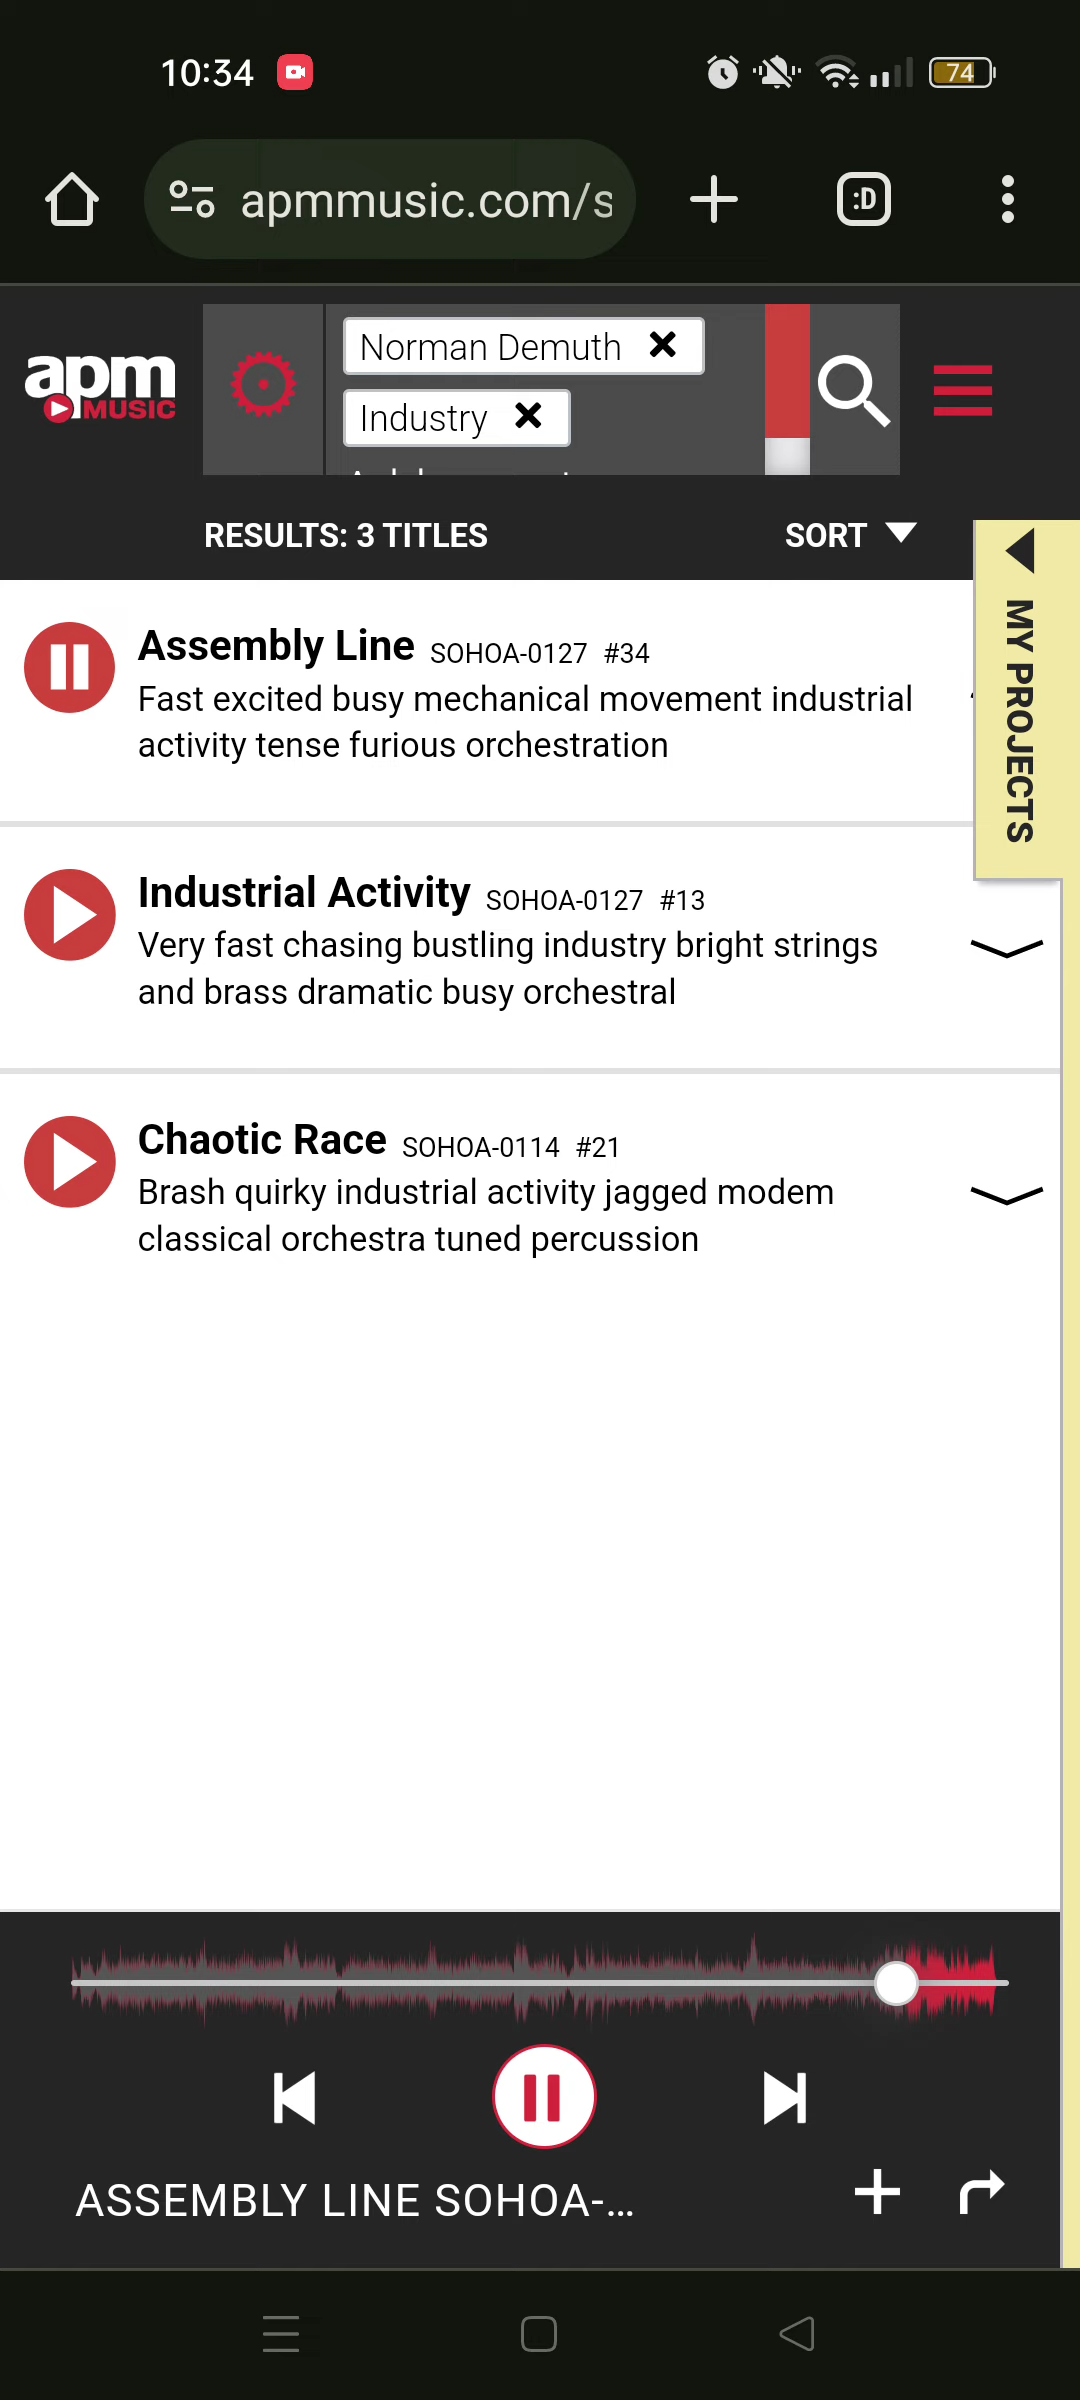 10:34
74
apmmusic.com/s
:D
apm
MUSIC
Norman Demuth
Industry
RESULTS: 3 TITLES
SORT
MY PROJECTS
Assembly Line SOHOA-0127 #34
Fast excited busy mechanical movement industrial
activity tense furious orchestration
Industrial Activity SOHOA-0127 #13
Very fast chasing bustling industry bright strings
and brass dramatic busy orchestral
Chaotic Race SOHOA-0114 #21
Brash quirky industrial activity jagged modem
classical orchestra tuned percussion
ASSEMBLY LINE SOHOA-...